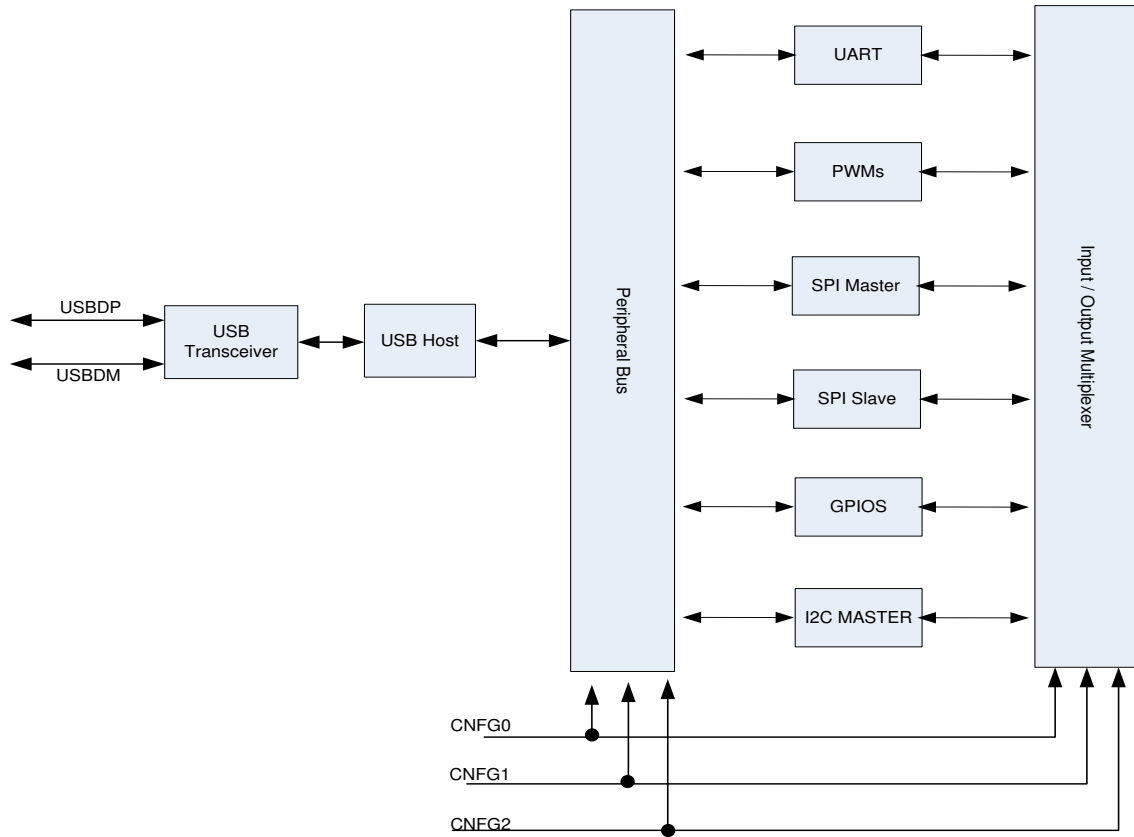 UART
PWMs
SPI Master
SPI Slave
GPIOS
I2C MASTER
Peripheral Bus
Input / Output Multiplexer
USBDP
USBDM
USB
Transceiver
USB Host
CNFG0
CNFG1
CNFG2